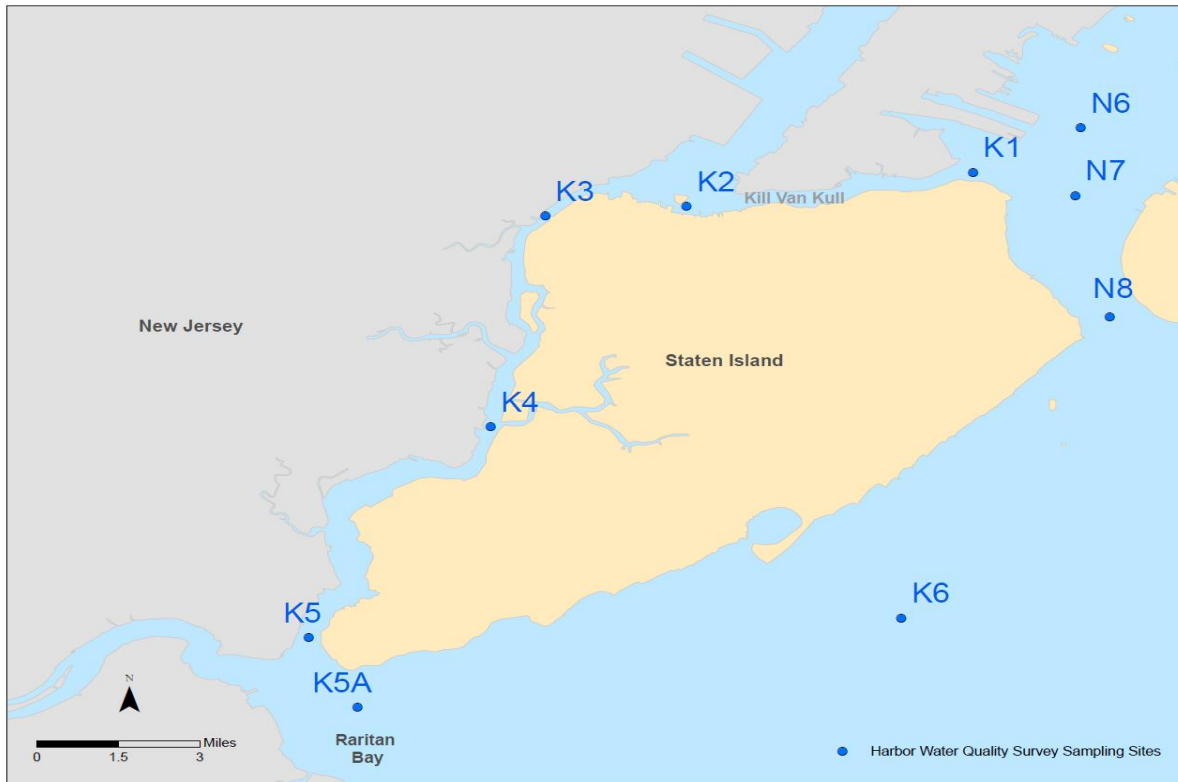 N6
K1
N7
K3
K2
Kill Van Kull
N8
New Jersey
Staten Island
K4
K6
K5
K5A
N
Miles
0 1.5 3
Raritan
Bay
Harbor Water Quality Survey Sampling Sites